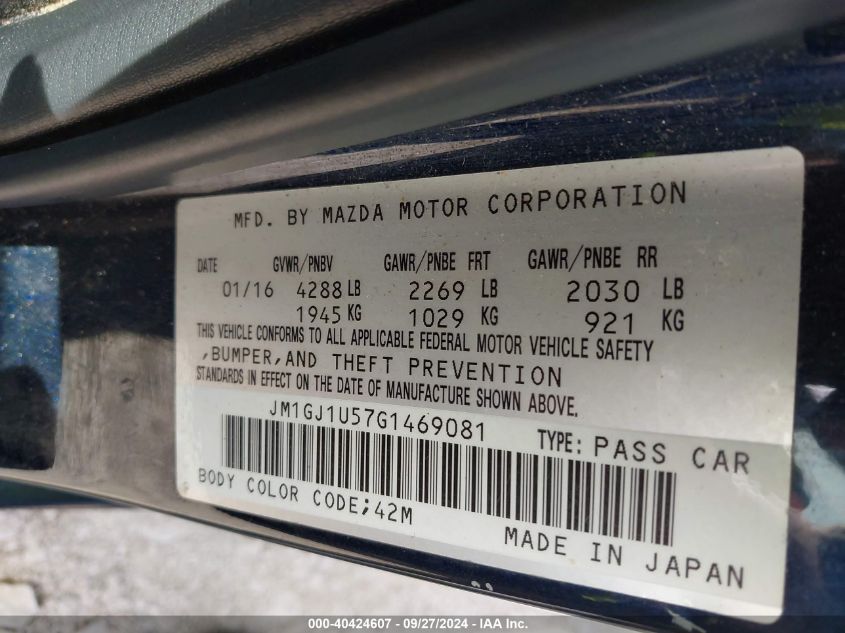 MFD. BY MAZDA MOTOR CORPORATION
DATE GVWR/PNBV GAWR/PNBE FRT GAWR/PNBE RR
01/16 4288 LB 2269 LB 2030 LB
1945 KG 1029 KG 921 KG
THIS VEHICLE CONFORMS TO ALL APPLICABLE FEDERAL MOTOR VEHICLE SAFETY
,BUMPER,AND THEFT PREVENTION
STANDARDS IN EFFECT ON THE DATE OF MANUFACTURE SHOWN ABOVE.
JM1GJ1U57G1469081 TYPE: PASS CAR
BODY COLOR CODE;42M
MADE IN JAPAN
000-40424607 - 09/27/2024 - IAA Inc.